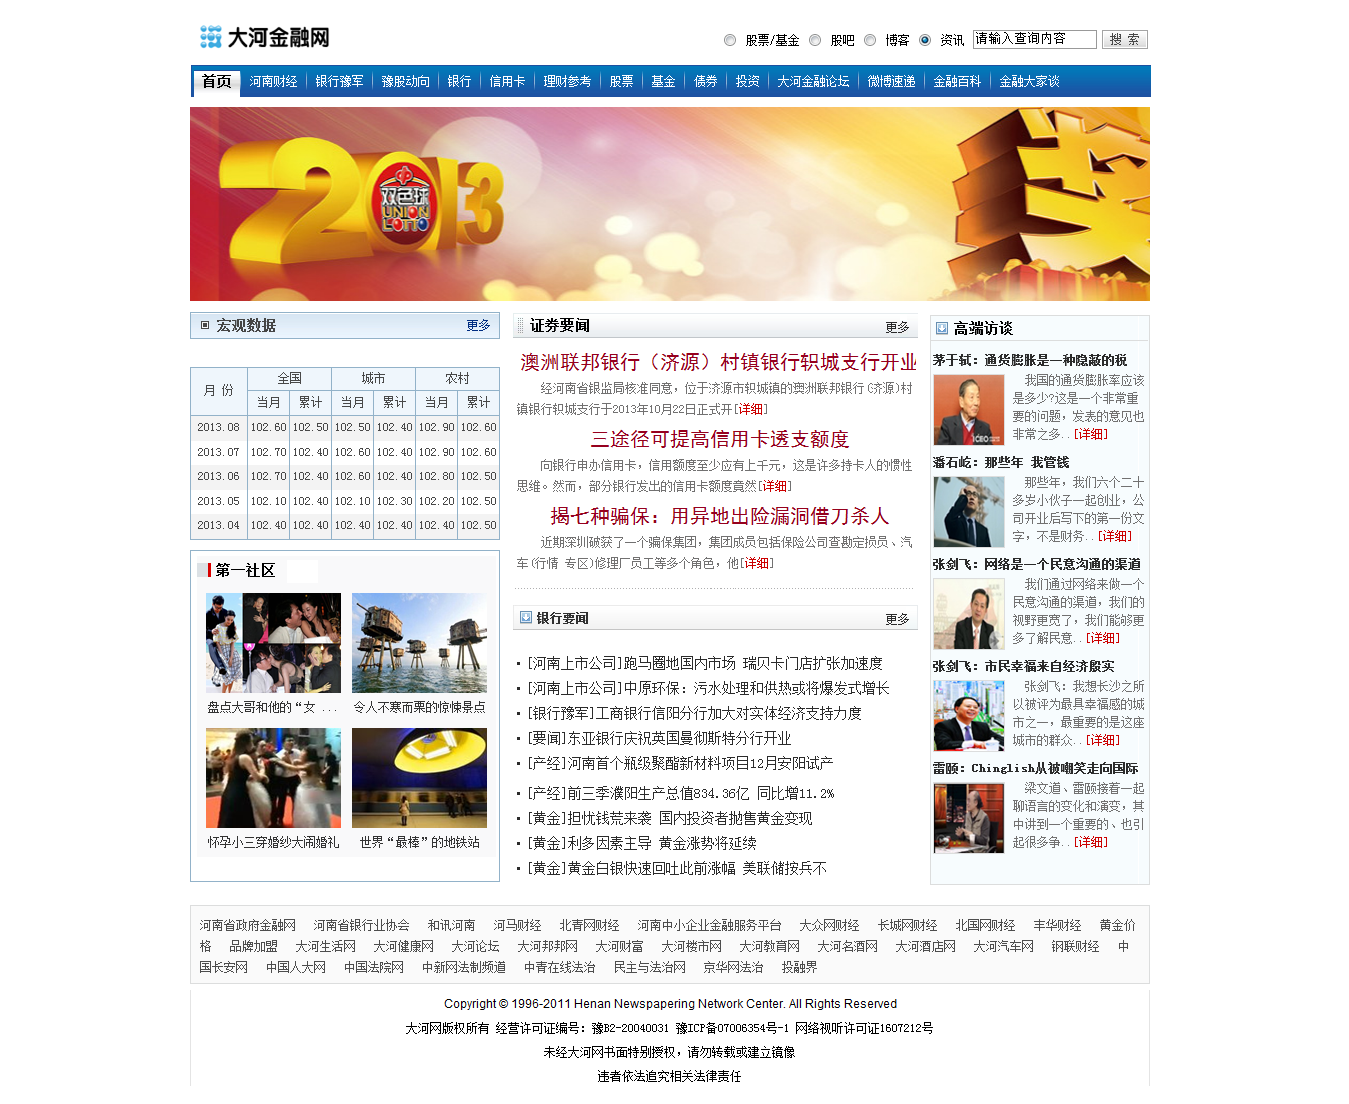 大河金融网
股票/基金 股吧 博客 资讯 请输入查询内容 搜 索
首页 河南财经 银行豫军 豫股动向 银行 信用卡 理财参考 股票 基金 债券 投资 大河金融论坛 微博速递 金融百科 金融大家谈
2013 双色球 UNION LOTTO
宏观数据 更多
月 份 全国 城市 农村
当月 累计 当月 累计 当月 累计
2013.08 102.60 102.50 102.50 102.40 102.90 102.60
2013.07 102.70 102.40 102.60 102.40 102.90 102.60
2013.06 102.70 102.40 102.60 102.40 102.80 102.50
2013.05 102.10 102.40 102.10 102.30 102.20 102.50
2013.04 102.40 102.40 102.40 102.40 102.40 102.50
第一社区
盘点大哥和他的“女 ...
令人不寒而栗的惊悚景点
怀孕小三穿婚纱大闹婚礼
世界“最棒”的地铁站
证券要闻 更多
澳洲联邦银行（济源）村镇银行轵城支行开业
经河南省银监局核准同意，位于济源市轵城镇的澳洲联邦银行(济源)村
镇银行轵城支行于2013年10月22日正式开[详细]
三途径可提高信用卡透支额度
向银行申办信用卡，信用额度至少应有上千元，这是许多持卡人的惯性
思维。然而，部分银行发出的信用卡额度竟然[详细]
揭七种骗保：用异地出险漏洞借刀杀人
近期深圳破获了一个骗保集团，集团成员包括保险公司查勘定损员、汽
车(行情 专区)修理厂员工等多个角色，他[详细]
银行要闻 更多
[河南上市公司]跑马圈地国内市场 瑞贝卡门店扩张加速度
[河南上市公司]中原环保：污水处理和供热或将爆发式增长
[银行豫军]工商银行信阳分行加大对实体经济支持力度
[要闻]东亚银行庆祝英国曼彻斯特分行开业
[产经]河南首个瓶级聚酯新材料项目12月安阳试产
[产经]前三季濮阳生产总值834.36亿 同比增11.2%
[黄金]担忧钱荒来袭 国内投资者抛售黄金变现
[黄金]利多因素主导 黄金涨势将延续
[黄金]黄金白银快速回吐此前涨幅 美联储按兵不
高端访谈
茅于轼：通货膨胀是一种隐蔽的税
我国的通货膨胀率应该
是多少?这是一个非常重
要的问题，发表的意见也
非常之多..[详细]
潘石屹：那些年 我管钱
那些年，我们六个二十
多岁小伙子一起创业，公
司开业后写下的第一份文
字，不是财务..[详细]
张剑飞：网络是一个民意沟通的渠道
我们通过网络来做一个
民意沟通的渠道，我们的
视野更宽了，我们能够更
多了解民意..[详细]
张剑飞：市民幸福来自经济殷实
张剑飞：我想长沙之所
以被评为最具幸福感的城
市之一，最重要的是这座
城市的群众..[详细]
雷颐：Chinglish从被嘲笑走向国际
梁文道、雷颐接着一起
聊语言的变化和演变，其
中讲到一个重要的、也引
起很多争..[详细]
河南省政府金融网 河南省银行业协会 和讯河南 河马财经 北青网财经 河南中小企业金融服务平台 大众网财经 长城网财经 北国网财经 丰华财经 黄金价
格 品牌加盟 大河生活网 大河健康网 大河论坛 大河邦邦网 大河财富 大河楼市网 大河教育网 大河名酒网 大河酒店网 大河汽车网 钢联财经 中
国长安网 中国人大网 中国法院网 中新网法制频道 中青在线法治 民主与法治网 京华网法治 投融界
Copyright © 1996-2011 Henan Newspapering Network Center. All Rights Reserved
大河网版权所有 经营许可证编号：豫B2-20040031 豫ICP备07006354号-1 网络视听许可证1607212号
未经大河网书面特别授权，请勿转载或建立镜像
违者依法追究相关法律责任